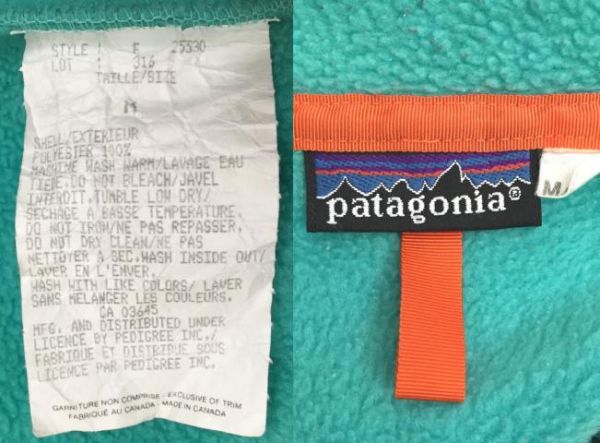 STYLE : F 25530
LOT : 316
TAILLE/SIZE
M
SHELL/EXTERIEUR
POLYESTER 100%
MACHINE WASH WARM/LAVAGE EAU
TIEDE.DO NOT BLEACH/JAVEL
INTERDIT.TUMBLE LOW DRY/
SECHAGE A BASSE TEMPERATURE.
DO NOT IRON/NE PAS REPASSER.
DO NOT DRY CLEAN/NE PAS
NETTOYER A SEC.WASH INSIDE OUT/
LAVER EN L'ENVER.
WASH WITH LIKE COLORS/ LAVER
SANS MELANGER LES COULEURS.
CA 03645
MFG. AND DISTRIBUTED UNDER
LICENCE BY PEDIGREE INC./
FABRIQUE ET DISTRIBUE SOUS
LICENCE PAR PEDIGREE INC.
GARNITURE NON COMPRISE - EXCLUSIVE OF TRIM
FABRIQUÉ AU CANADA - MADE IN CANADA
patagonia®
M